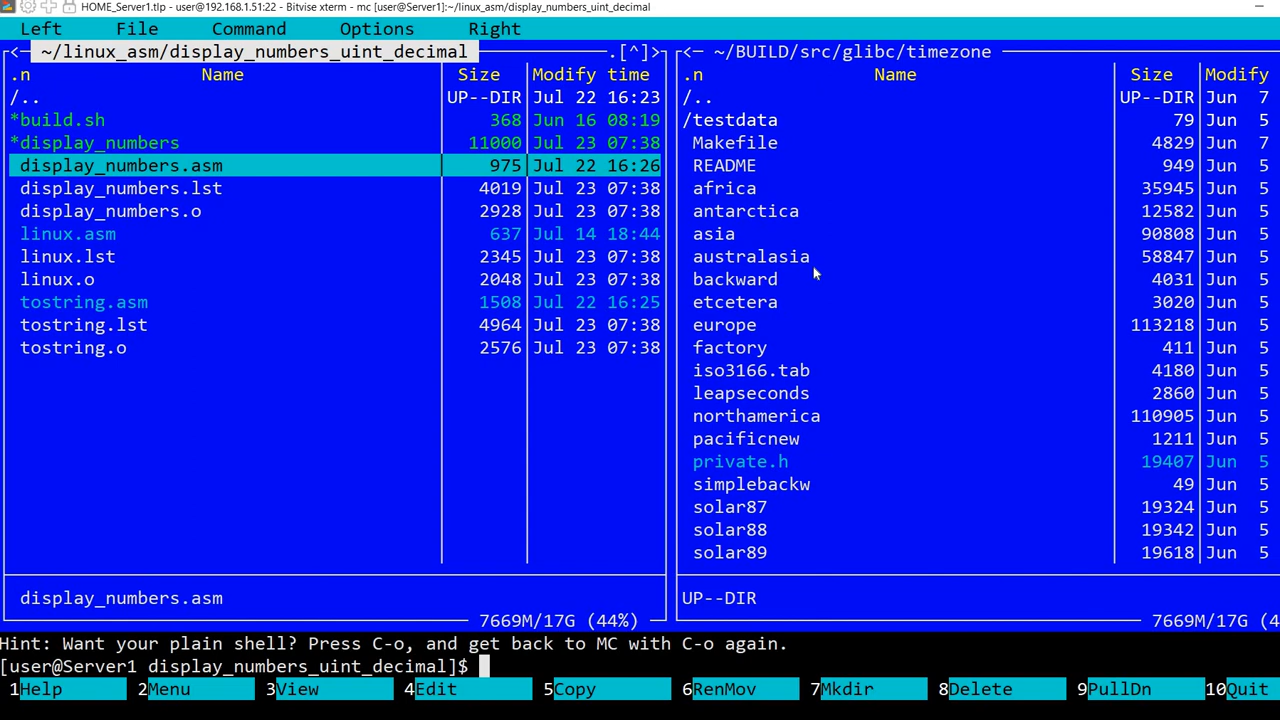 HOME_Server1.tlp - user@192.168.1.51:22 - Bitvise xterm - mc [user@Server1]:~/linux_asm/display_numbers_uint_decimal
Left File Command Options Right
<─ ~/linux_asm/display_numbers_uint_decimal .[^]> <─ ~/BUILD/src/glibc/timezone
.n Name Size Modify time .n Name Size Modify
/.. UP--DIR Jul 22 16:23 /.. UP--DIR Jun 7
*build.sh 368 Jun 16 08:19 /testdata 79 Jun 5
*display_numbers 11000 Jul 23 07:38 Makefile 4829 Jun 7
display_numbers.asm 975 Jul 22 16:26 README 949 Jun 5
display_numbers.lst 4019 Jul 23 07:38 africa 35945 Jun 5
display_numbers.o 2928 Jul 23 07:38 antarctica 12582 Jun 5
linux.asm 637 Jul 14 18:44 asia 90808 Jun 5
linux.lst 2345 Jul 23 07:38 australasia 58847 Jun 5
linux.o 2048 Jul 23 07:38 backward 4031 Jun 5
tostring.asm 1508 Jul 22 16:25 etcetera 3020 Jun 5
tostring.lst 4964 Jul 23 07:38 europe 113218 Jun 5
tostring.o 2576 Jul 23 07:38 factory 411 Jun 5
iso3166.tab 4180 Jun 5
leapseconds 2860 Jun 5
northamerica 110905 Jun 5
pacificnew 1211 Jun 5
private.h 19407 Jun 5
simplebackw 49 Jun 5
solar87 19324 Jun 5
solar88 19342 Jun 5
solar89 19618 Jun 5
display_numbers.asm UP--DIR
7669M/17G (44%) 7669M/17G (4
Hint: Want your plain shell? Press C-o, and get back to MC with C-o again.
[user@Server1 display_numbers_uint_decimal]$
1Help 2Menu 3View 4Edit 5Copy 6RenMov 7Mkdir 8Delete 9PullDn 10Quit